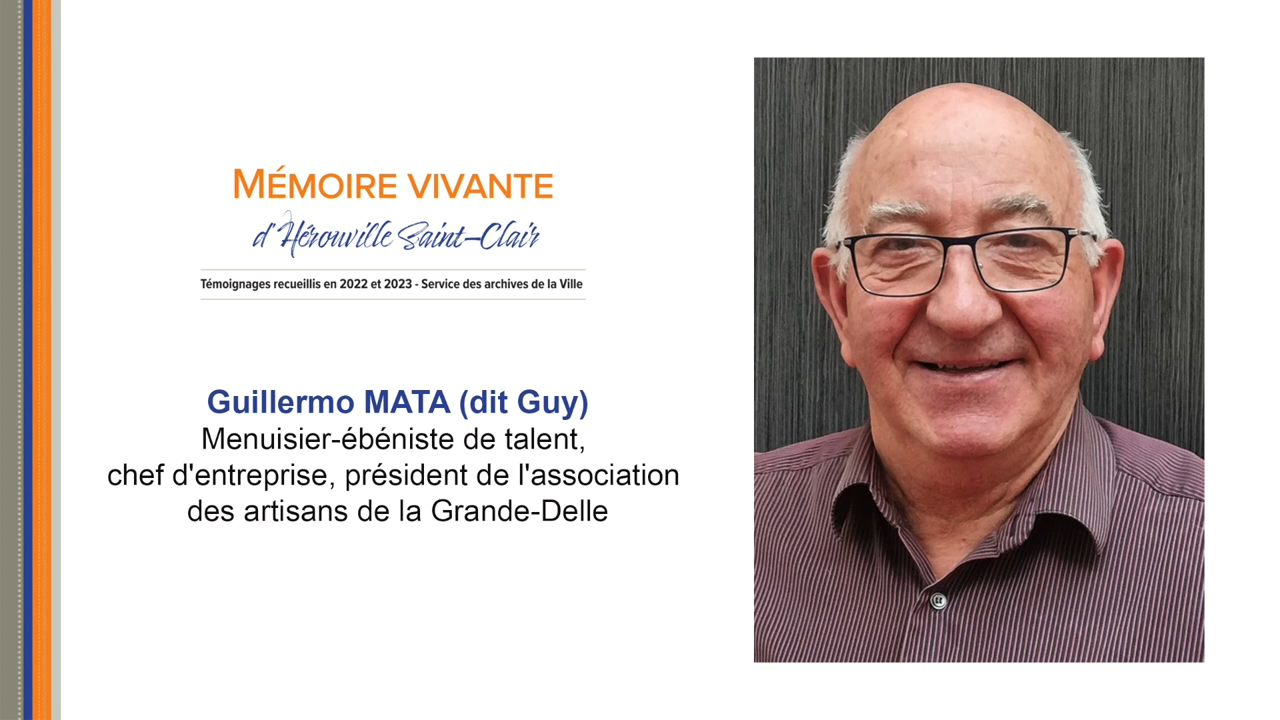 MÉMOIRE VIVANTE
d'Hérouville Saint-Clair
Témoignages recueillis en 2022 et 2023 - Service des archives de la Ville
Guillermo MATA (dit Guy)
Menuisier-ébéniste de talent,
chef d'entreprise, président de l'association
des artisans de la Grande-Delle